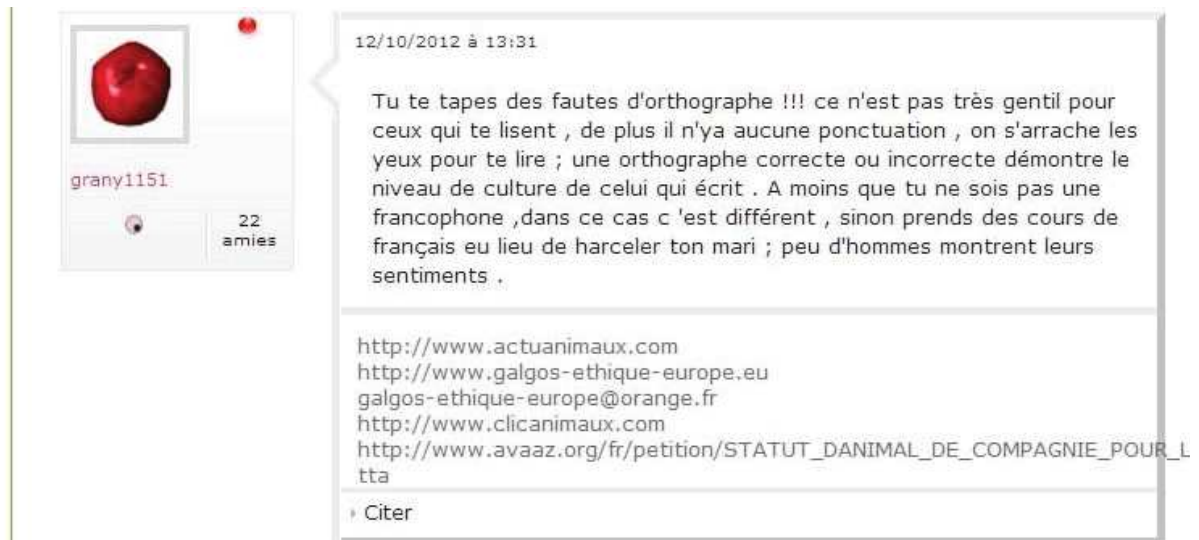 grany1151
22
amies
12/10/2012 à 13:31
Tu te tapes des fautes d'orthographe !!! ce n'est pas très gentil pour
ceux qui te lisent , de plus il n'ya aucune ponctuation , on s'arrache les
yeux pour te lire ; une orthographe correcte ou incorrecte démontre le
niveau de culture de celui qui écrit . A moins que tu ne sois pas une
francophone ,dans ce cas c 'est différent , sinon prends des cours de
français eu lieu de harceler ton mari ; peu d'hommes montrent leurs
sentiments .
http://www.actuanimaux.com
http://www.galgos-ethique-europe.eu
galgos-ethique-europe@orange.fr
http://www.clicanimaux.com
http://www.avaaz.org/fr/petition/STATUT_DANIMAL_DE_COMPAGNIE_POUR_L
tta
Citer